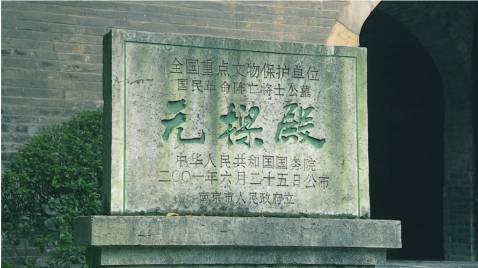 全国重点文物保护单位
国民革命阵亡将士公墓
无樑殿
中华人民共和国国务院
二〇〇一年六月二十五日公布
南京市人民政府立